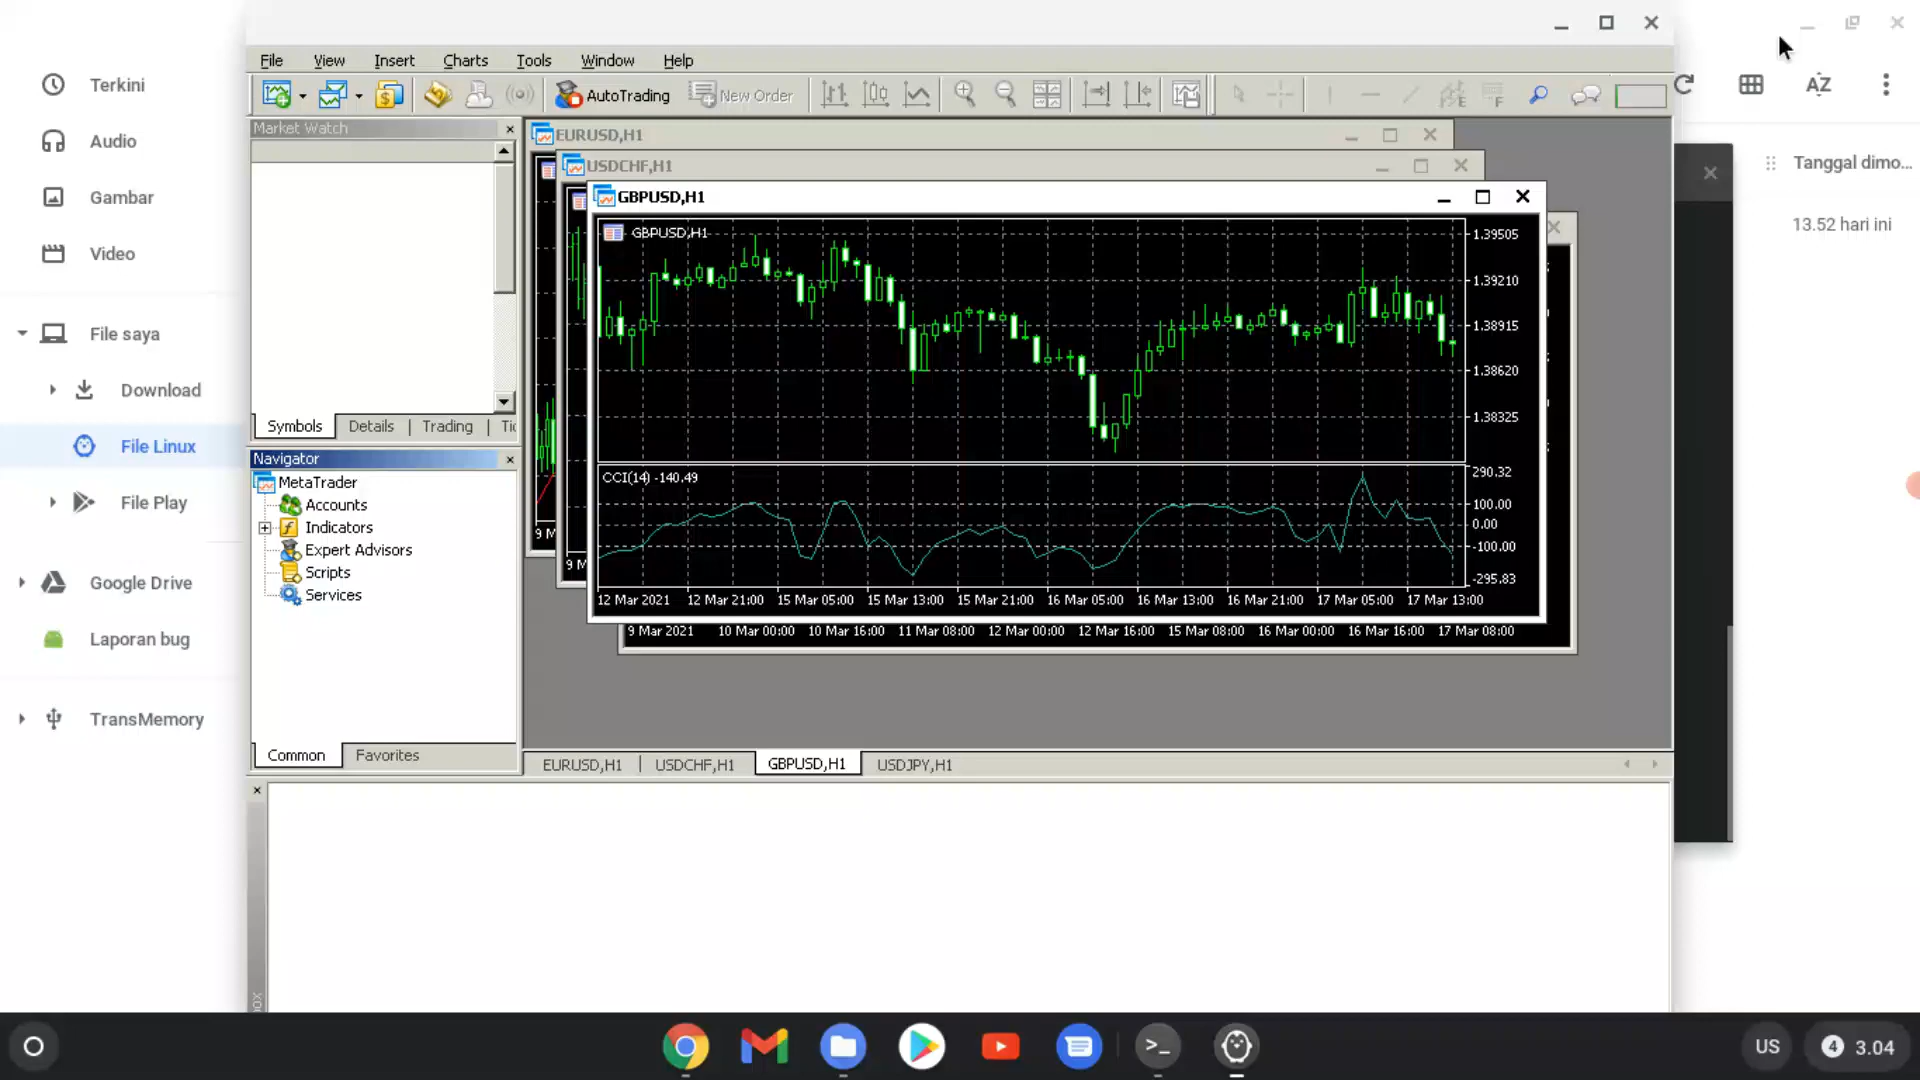 Terkini
Audio
Gambar
Video
File saya
Download
File Linux
File Play
Google Drive
Laporan bug
TransMemory
File View Insert Charts Tools Window Help
AutoTrading New Order
Market Watch
Symbols Details Trading
Navigator
MetaTrader
Accounts
Indicators
Expert Advisors
Scripts
Services
Common Favorites
EURUSD,H1
USDCHF,H1
GBPUSD,H1
GBPUSD,H1
1.39505
1.39210
1.38915
1.38620
1.38325
CCI(14) -140.49
290.32
100.00
0.00
-100.00
-295.83
12 Mar 2021 12 Mar 21:00 15 Mar 05:00 15 Mar 13:00 15 Mar 21:00 16 Mar 05:00 16 Mar 13:00 16 Mar 21:00 17 Mar 05:00 17 Mar 13:00
9 M
9 M
9 Mar 2021 10 Mar 00:00 10 Mar 16:00 11 Mar 08:00 12 Mar 00:00 12 Mar 16:00 15 Mar 08:00 16 Mar 00:00 16 Mar 16:00 17 Mar 08:00
EURUSD,H1 USDCHF,H1 GBPUSD,H1 USDJPY,H1
AZ
Tanggal dimo...
13.52 hari ini
US 4 3.04